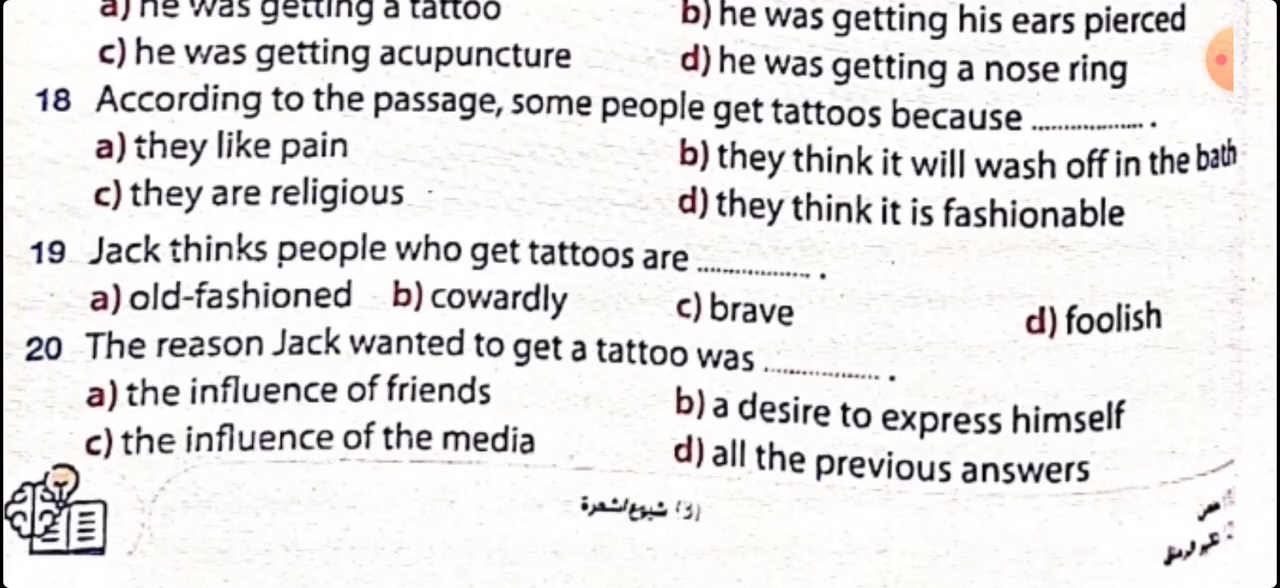 a) he was getting a tattoo b) he was getting his ears pierced
c) he was getting acupuncture d) he was getting a nose ring
18 According to the passage, some people get tattoos because .................. .
a) they like pain b) they think it will wash off in the bath
c) they are religious d) they think it is fashionable
19 Jack thinks people who get tattoos are .................. .
a) old-fashioned b) cowardly c) brave d) foolish
20 The reason Jack wanted to get a tattoo was .................. .
a) the influence of friends b) a desire to express himself
c) the influence of the media d) all the previous answers
(3) شيوع/شهرة